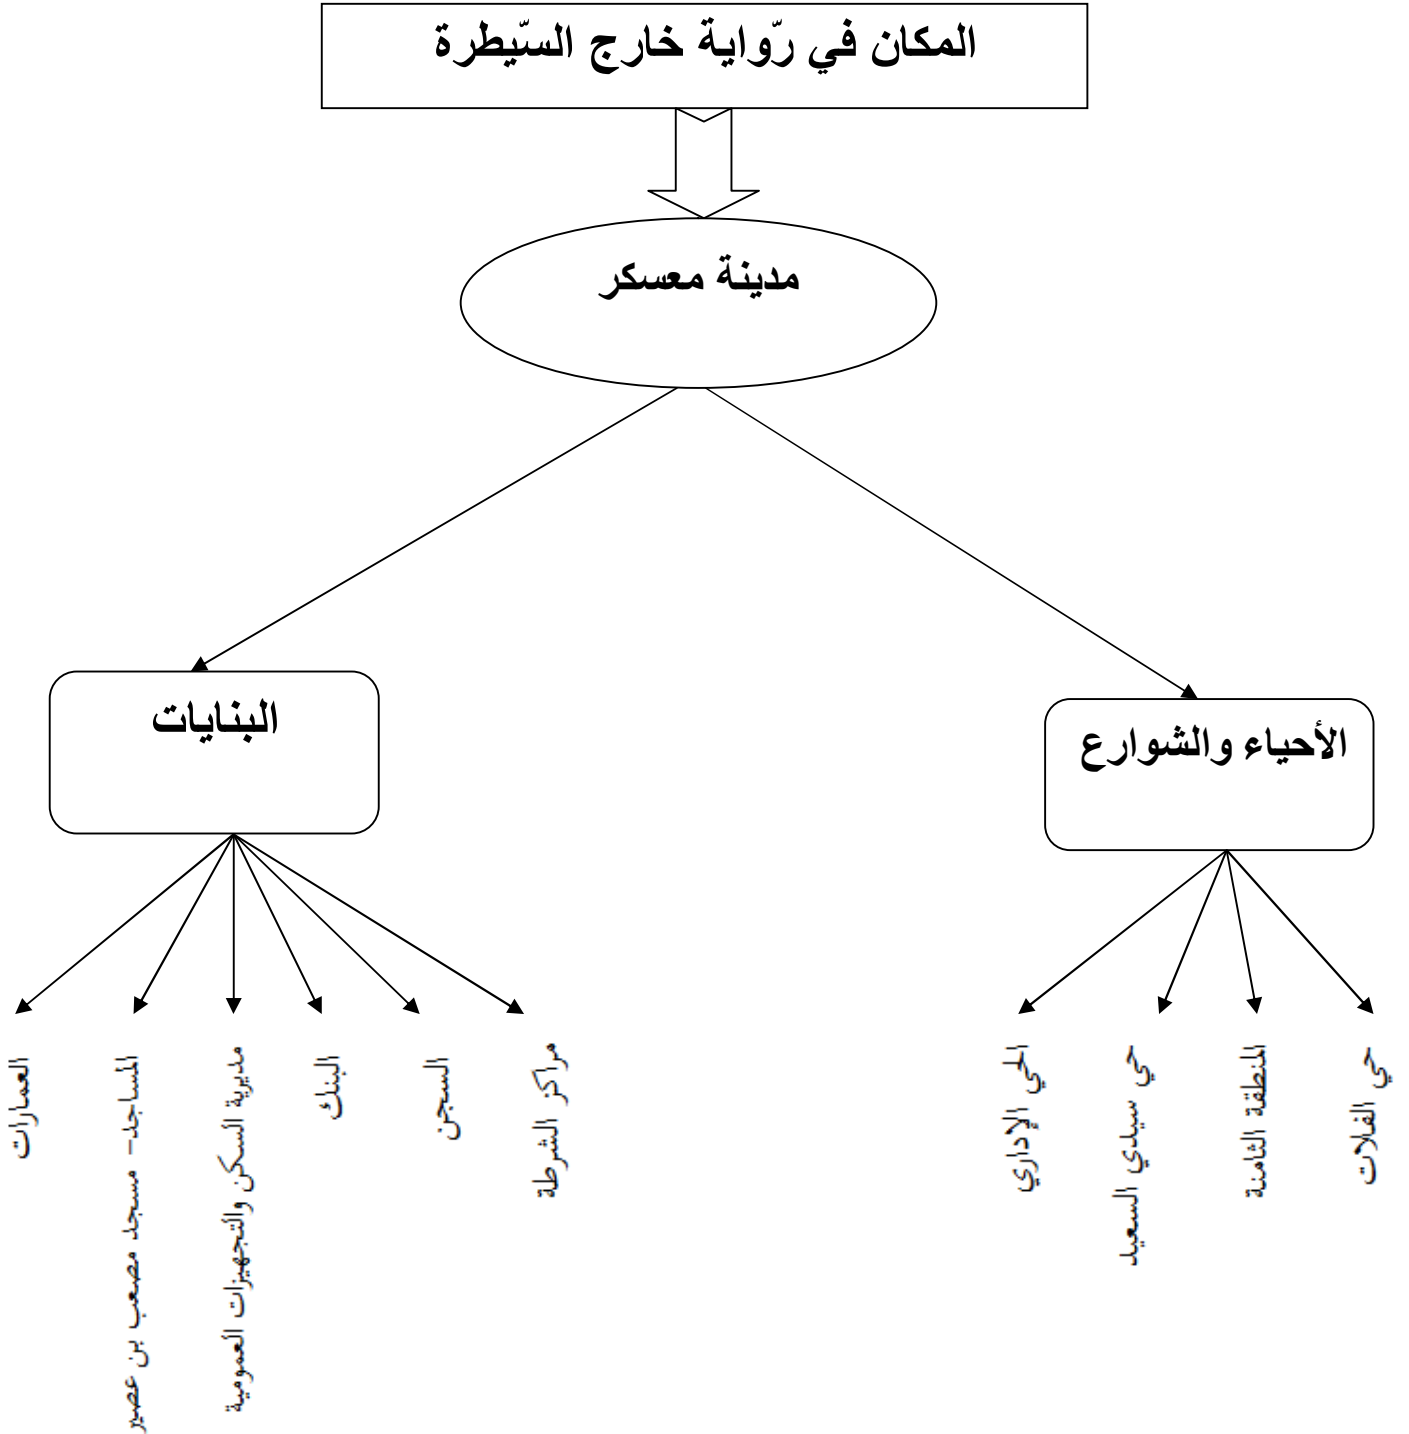 المكان في رّواية خارج السّيطرة
مدينة معسكر
الأحياء والشوارع
البنايات
حي الفلات
المنطقة الثامنة
حي سيدي السعيد
الحي الإداري
مراكز الشرطة
السجن
البنك
مديرية السكن والتجهيزات العمومية
المساجد- مسجد مصعب بن عصير
العمارات